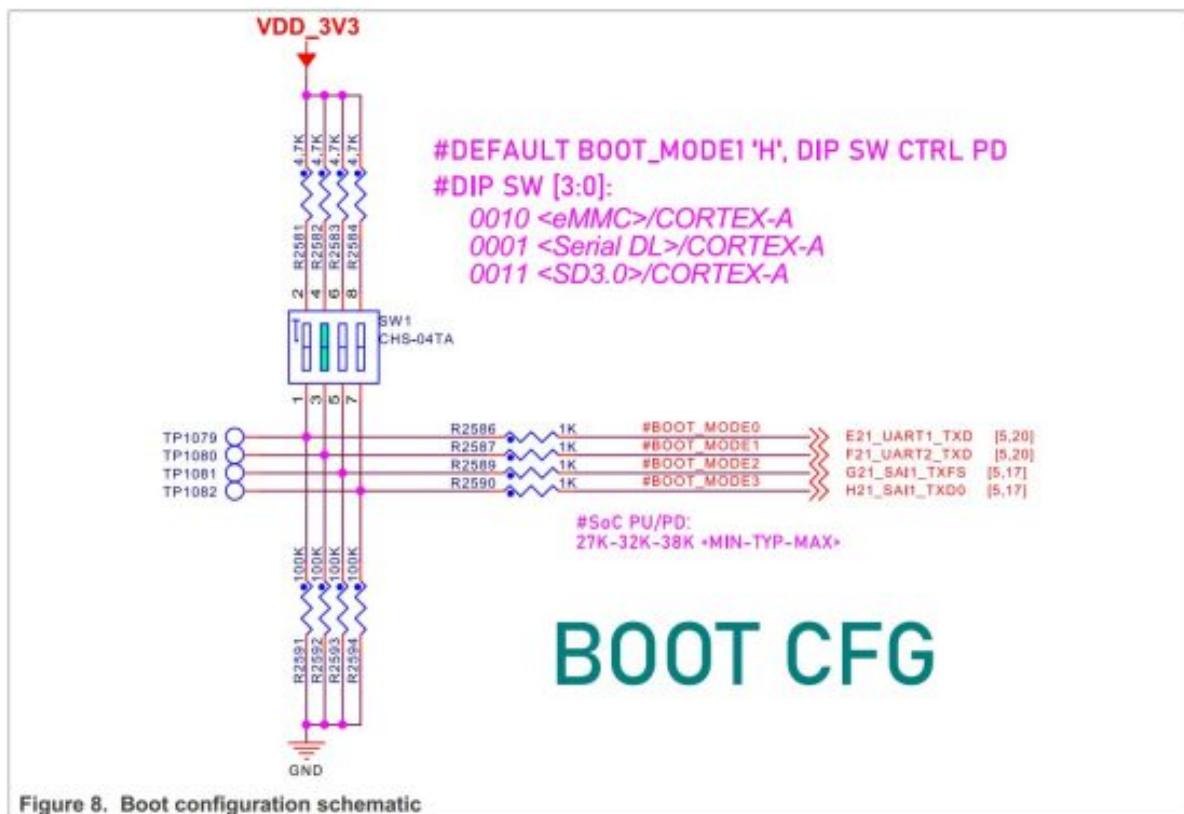 VDD_3V3
4.7K 4.7K 4.7K 4.7K
#DEFAULT BOOT_MODE1 'H', DIP SW CTRL PD
#DIP SW [3:0]:
0010 <eMMC>/CORTEX-A
0001 <Serial DL>/CORTEX-A
0011 <SD3.0>/CORTEX-A
R2581 R2582 R2583 R2584
2 4 6 8
SW1
CHS-04TA
1 3 5 7
TP1079 R2586 1K #BOOT_MODE0 E21_UART1_TXD [5,20]
TP1080 R2587 1K #BOOT_MODE1 F21_UART2_TXD [5,20]
TP1081 R2589 1K #BOOT_MODE2 G21_SAI1_TXFS [5,17]
TP1082 R2590 1K #BOOT_MODE3 H21_SAI1_TXD0 [5,17]
#SoC PU/PD:
27K-32K-38K <MIN-TYP-MAX>
100K 100K 100K 100K
R2591 R2592 R2593 R2594
BOOT CFG
GND
Figure 8. Boot configuration schematic